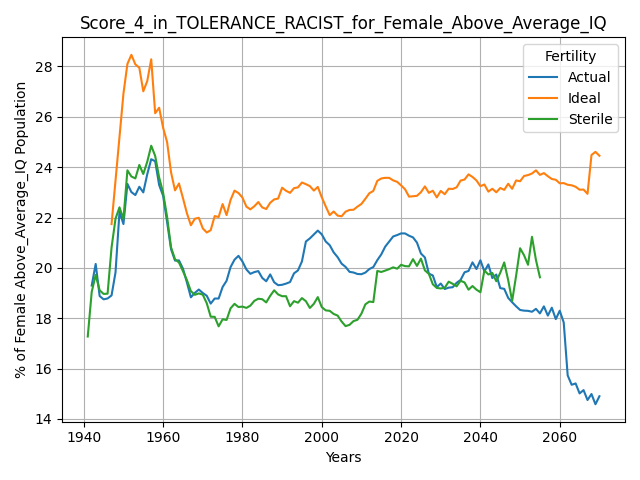 Score_4_in_TOLERANCE_RACIST_for_Female_Above_Average_IQ
Fertility
Actual
Ideal
Sterile
% of Female Above_Average_IQ Population
28
26
24
22
20
18
16
14
1940 1960 1980 2000 2020 2040 2060
Years